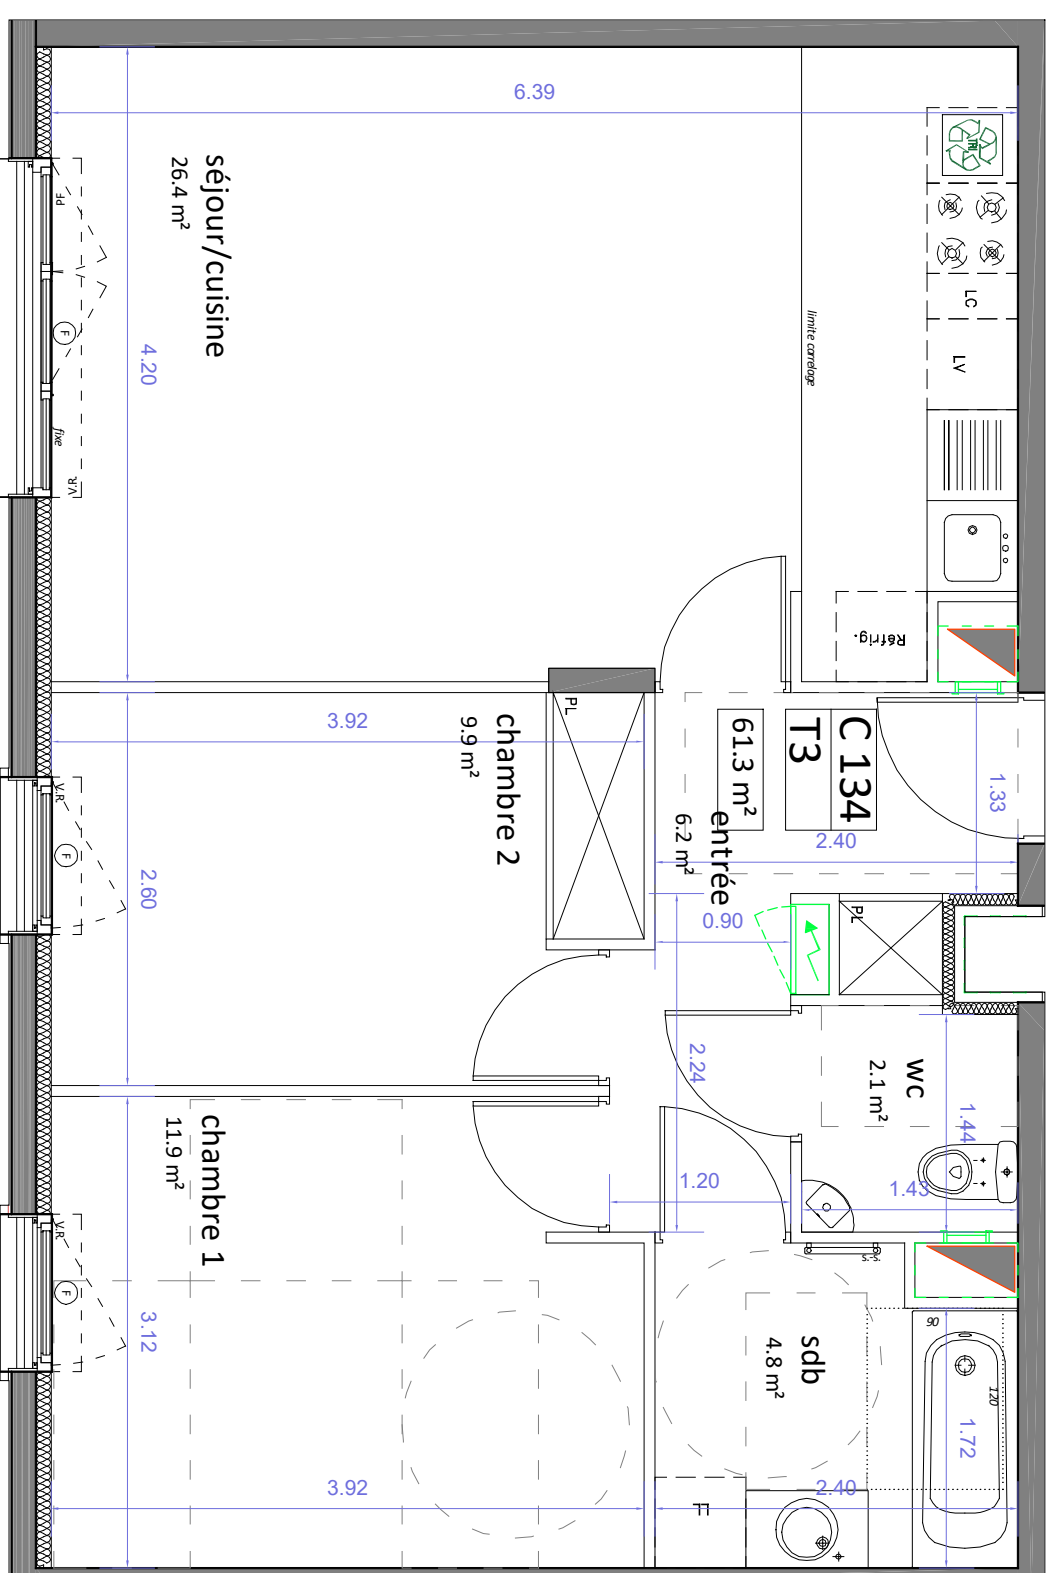 6.39
séjour/cuisine
26.4 m²
4.20
PF
F
fixe
V.R
TRI
LC
LV
limite carrelage
Réfrig.
C 134
T3
61.3 m²
entrée
6.2 m²
1.33
2.40
0.90
PL
chambre 2
9.9 m²
3.92
PL
2.60
V.R
F
2.24
wc
2.1 m²
1.44
1.43
1.20
chambre 1
11.9 m²
3.12
3.92
V.R
F
S-S
sdb
4.8 m²
90
120
1.72
2.40